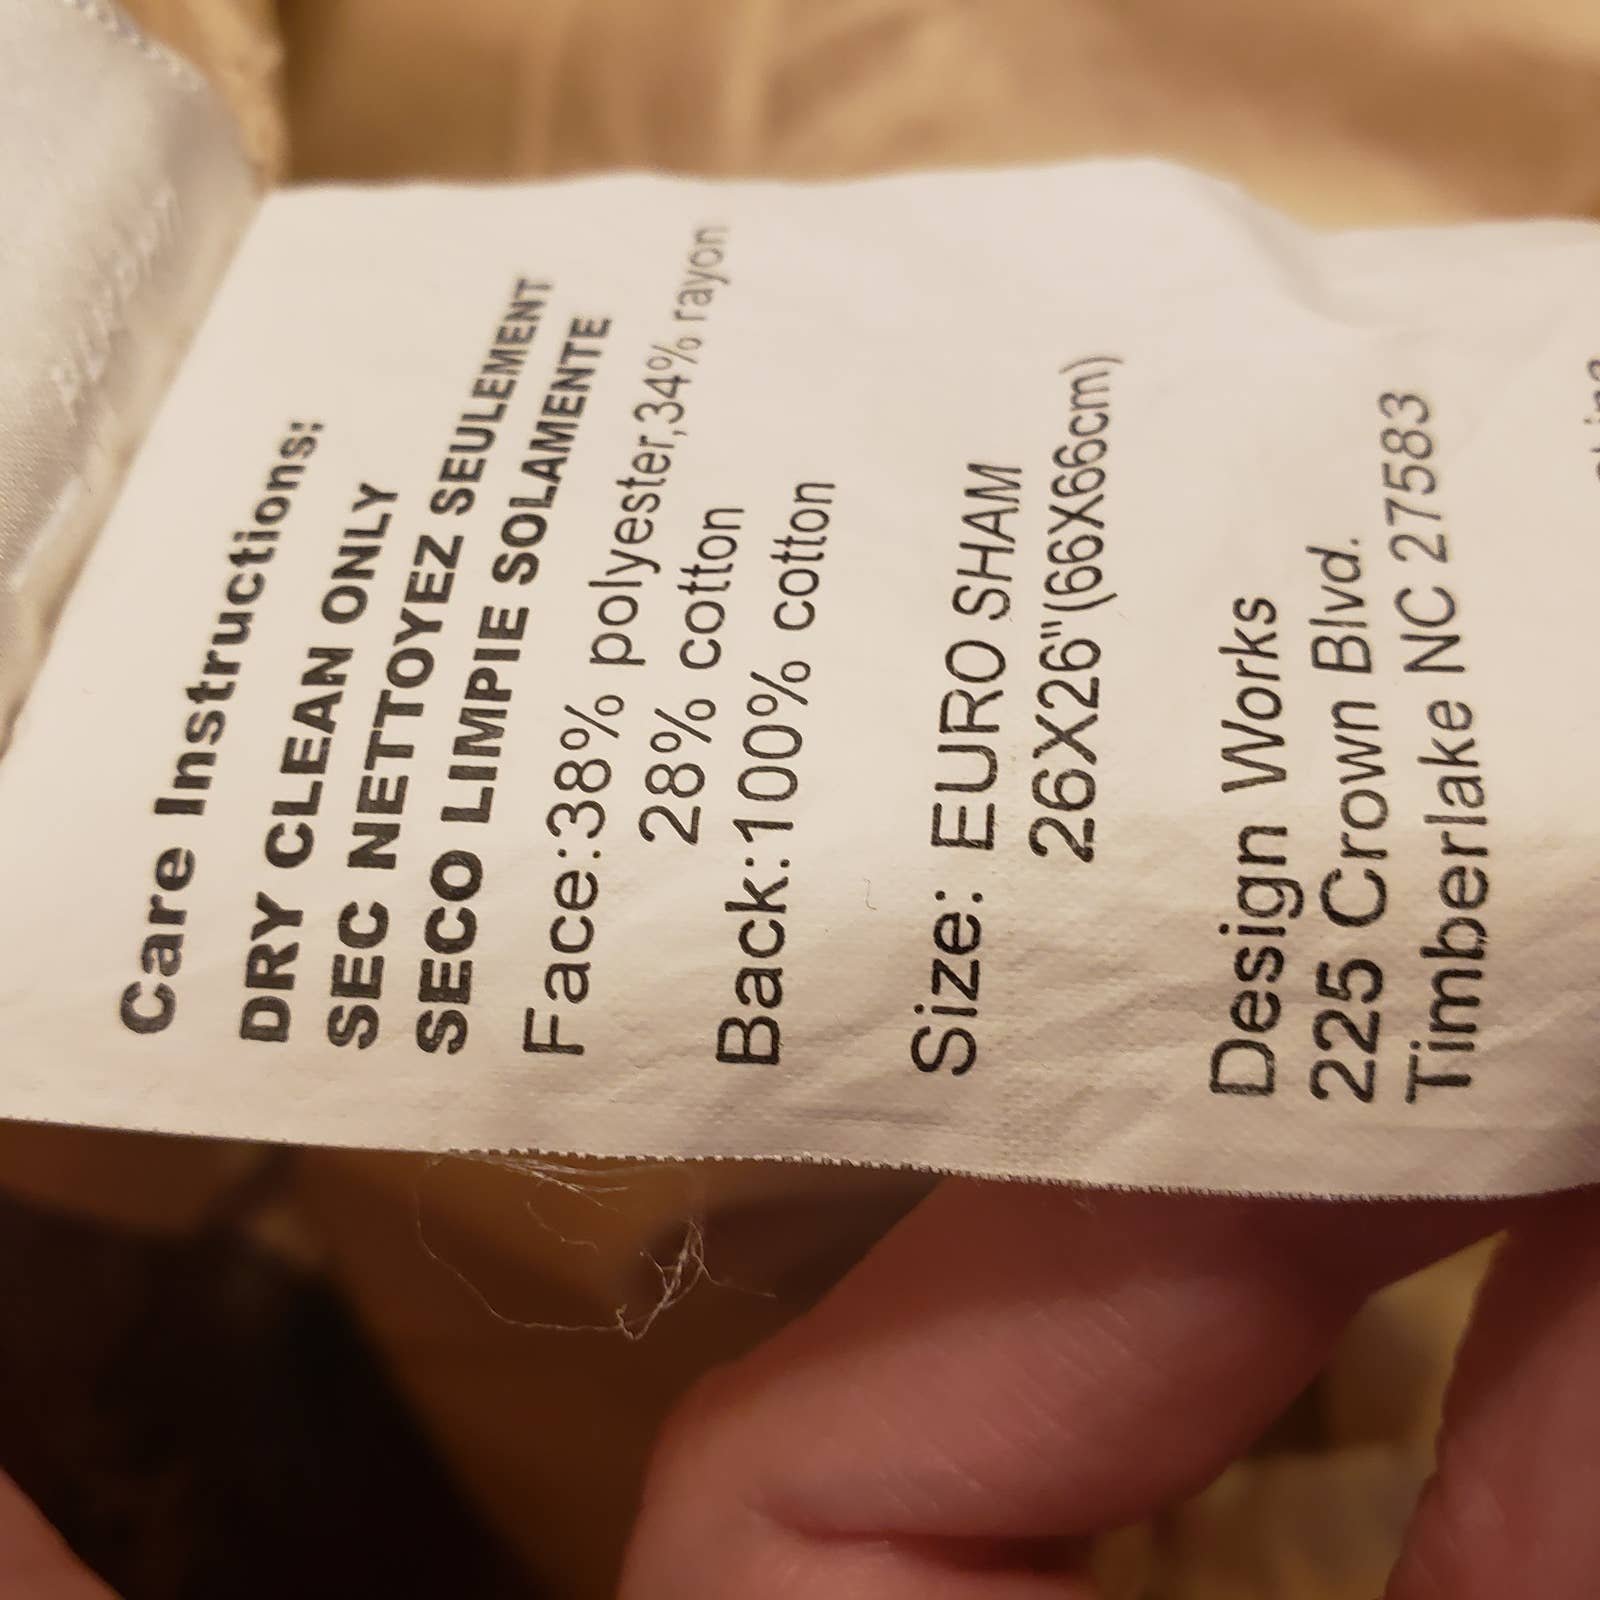 Care Instructions:
DRY CLEAN ONLY
SEC NETTOYEZ SEULEMENT
SECO LIMPIE SOLAMENTE
Face:38% polyester,34% rayon
28% cotton
Back:100% cotton
Size: EURO SHAM
26X26"(66X66cm)
Design Works
225 Crown Blvd.
Timberlake NC 27583